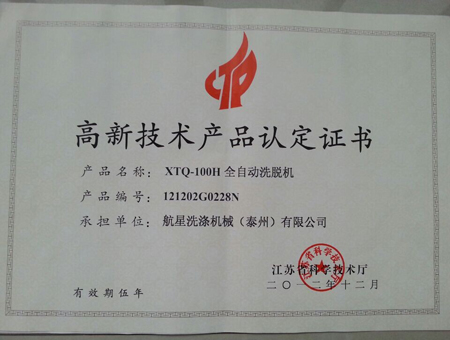 CTP
高新技术产品认定证书
产品名称： XTQ-100H 全自动洗脱机
产品编号： 121202G0228N
承担单位： 航星洗涤机械（泰州）有限公司
江苏省科学技术厅
二〇一二年十二月
有效期伍年